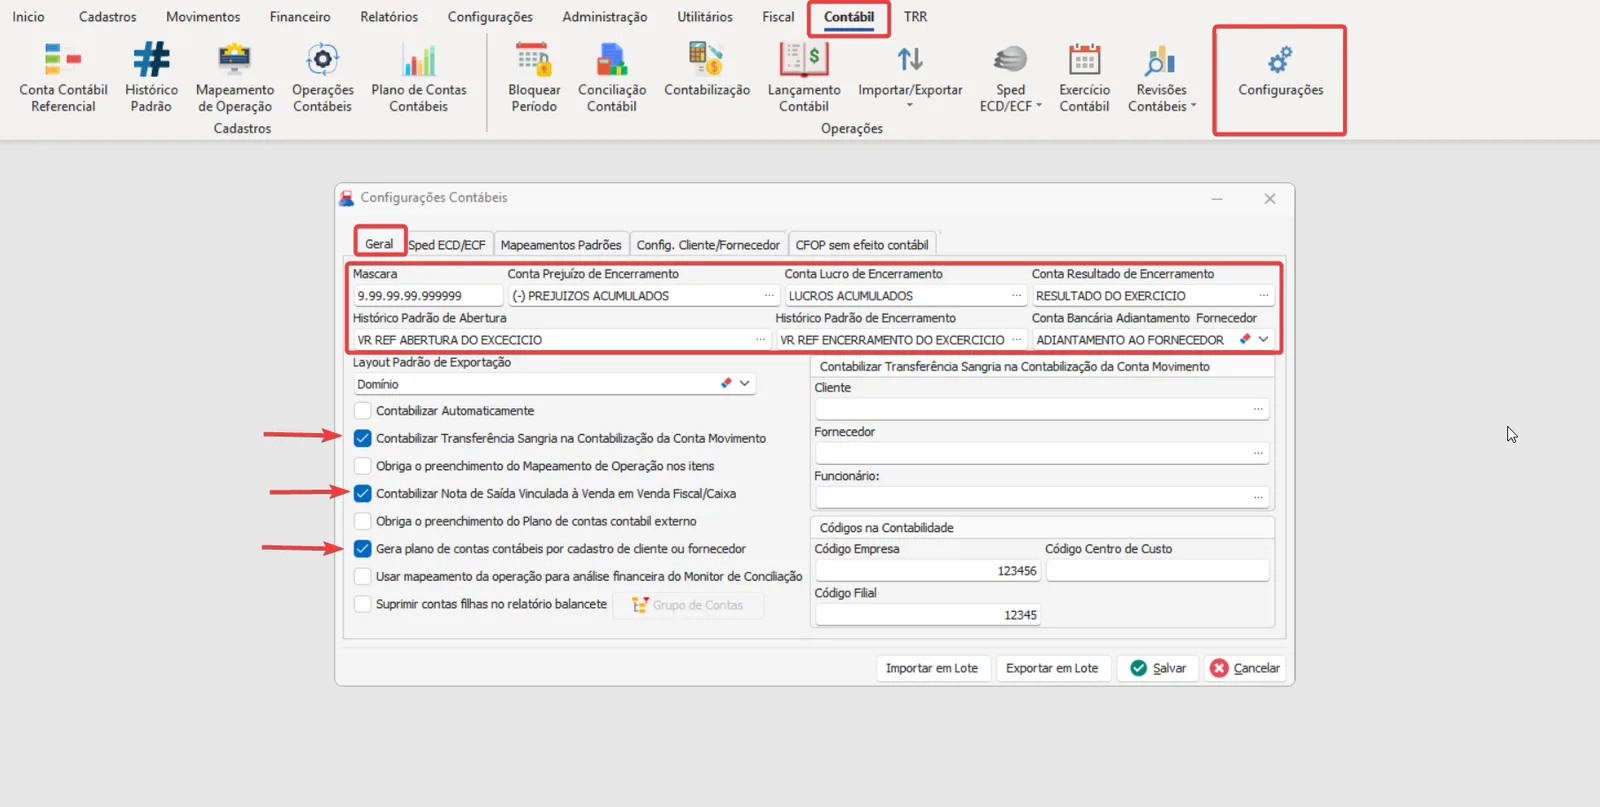 Inicio Cadastros Movimentos Financeiro Relatórios Configurações Administração Utilitários Fiscal Contábil TRR
Conta Contábil Referencial
Histórico Padrão
Mapeamento de Operação
Operações Contábeis
Plano de Contas Contábeis
Cadastros
Bloquear Período
Conciliação Contábil
Contabilização
Lançamento Contábil
Importar/Exportar
Sped ECD/ECF
Exercício Contábil
Revisões Contábeis
Operações
Configurações
Configurações Contábeis
Geral Sped ECD/ECF Mapeamentos Padrões Config. Cliente/Fornecedor CFOP sem efeito contábil
Mascara Conta Prejuízo de Encerramento Conta Lucro de Encerramento Conta Resultado de Encerramento
9.99.99.99.999999 (-) PREJUIZOS ACUMULADOS ... LUCROS ACUMULADOS ... RESULTADO DO EXERCICIO ...
Histórico Padrão de Abertura Histórico Padrão de Encerramento Conta Bancária Adiantamento Fornecedor
VR REF ABERTURA DO EXCECICIO ... VR REF ENCERRAMENTO DO EXCERCICIO ... ADIANTAMENTO AO FORNECEDOR
Layout Padrão de Exportação
Domínio
Contabilizar Automaticamente
Contabilizar Transferência Sangria na Contabilização da Conta Movimento
Obriga o preenchimento do Mapeamento de Operação nos itens
Contabilizar Nota de Saída Vinculada à Venda em Venda Fiscal/Caixa
Obriga o preenchimento do Plano de contas contabil externo
Gera plano de contas contábeis por cadastro de cliente ou fornecedor
Usar mapeamento da operação para análise financeira do Monitor de Conciliação
Suprimir contas filhas no relatório balancete Grupo de Contas
Contabilizar Transferência Sangria na Contabilização da Conta Movimento
Cliente
...
Fornecedor
...
Funcionário:
...
Códigos na Contabilidade
Código Empresa Código Centro de Custo
123456
Código Filial
12345
Importar em Lote Exportar em Lote Salvar Cancelar